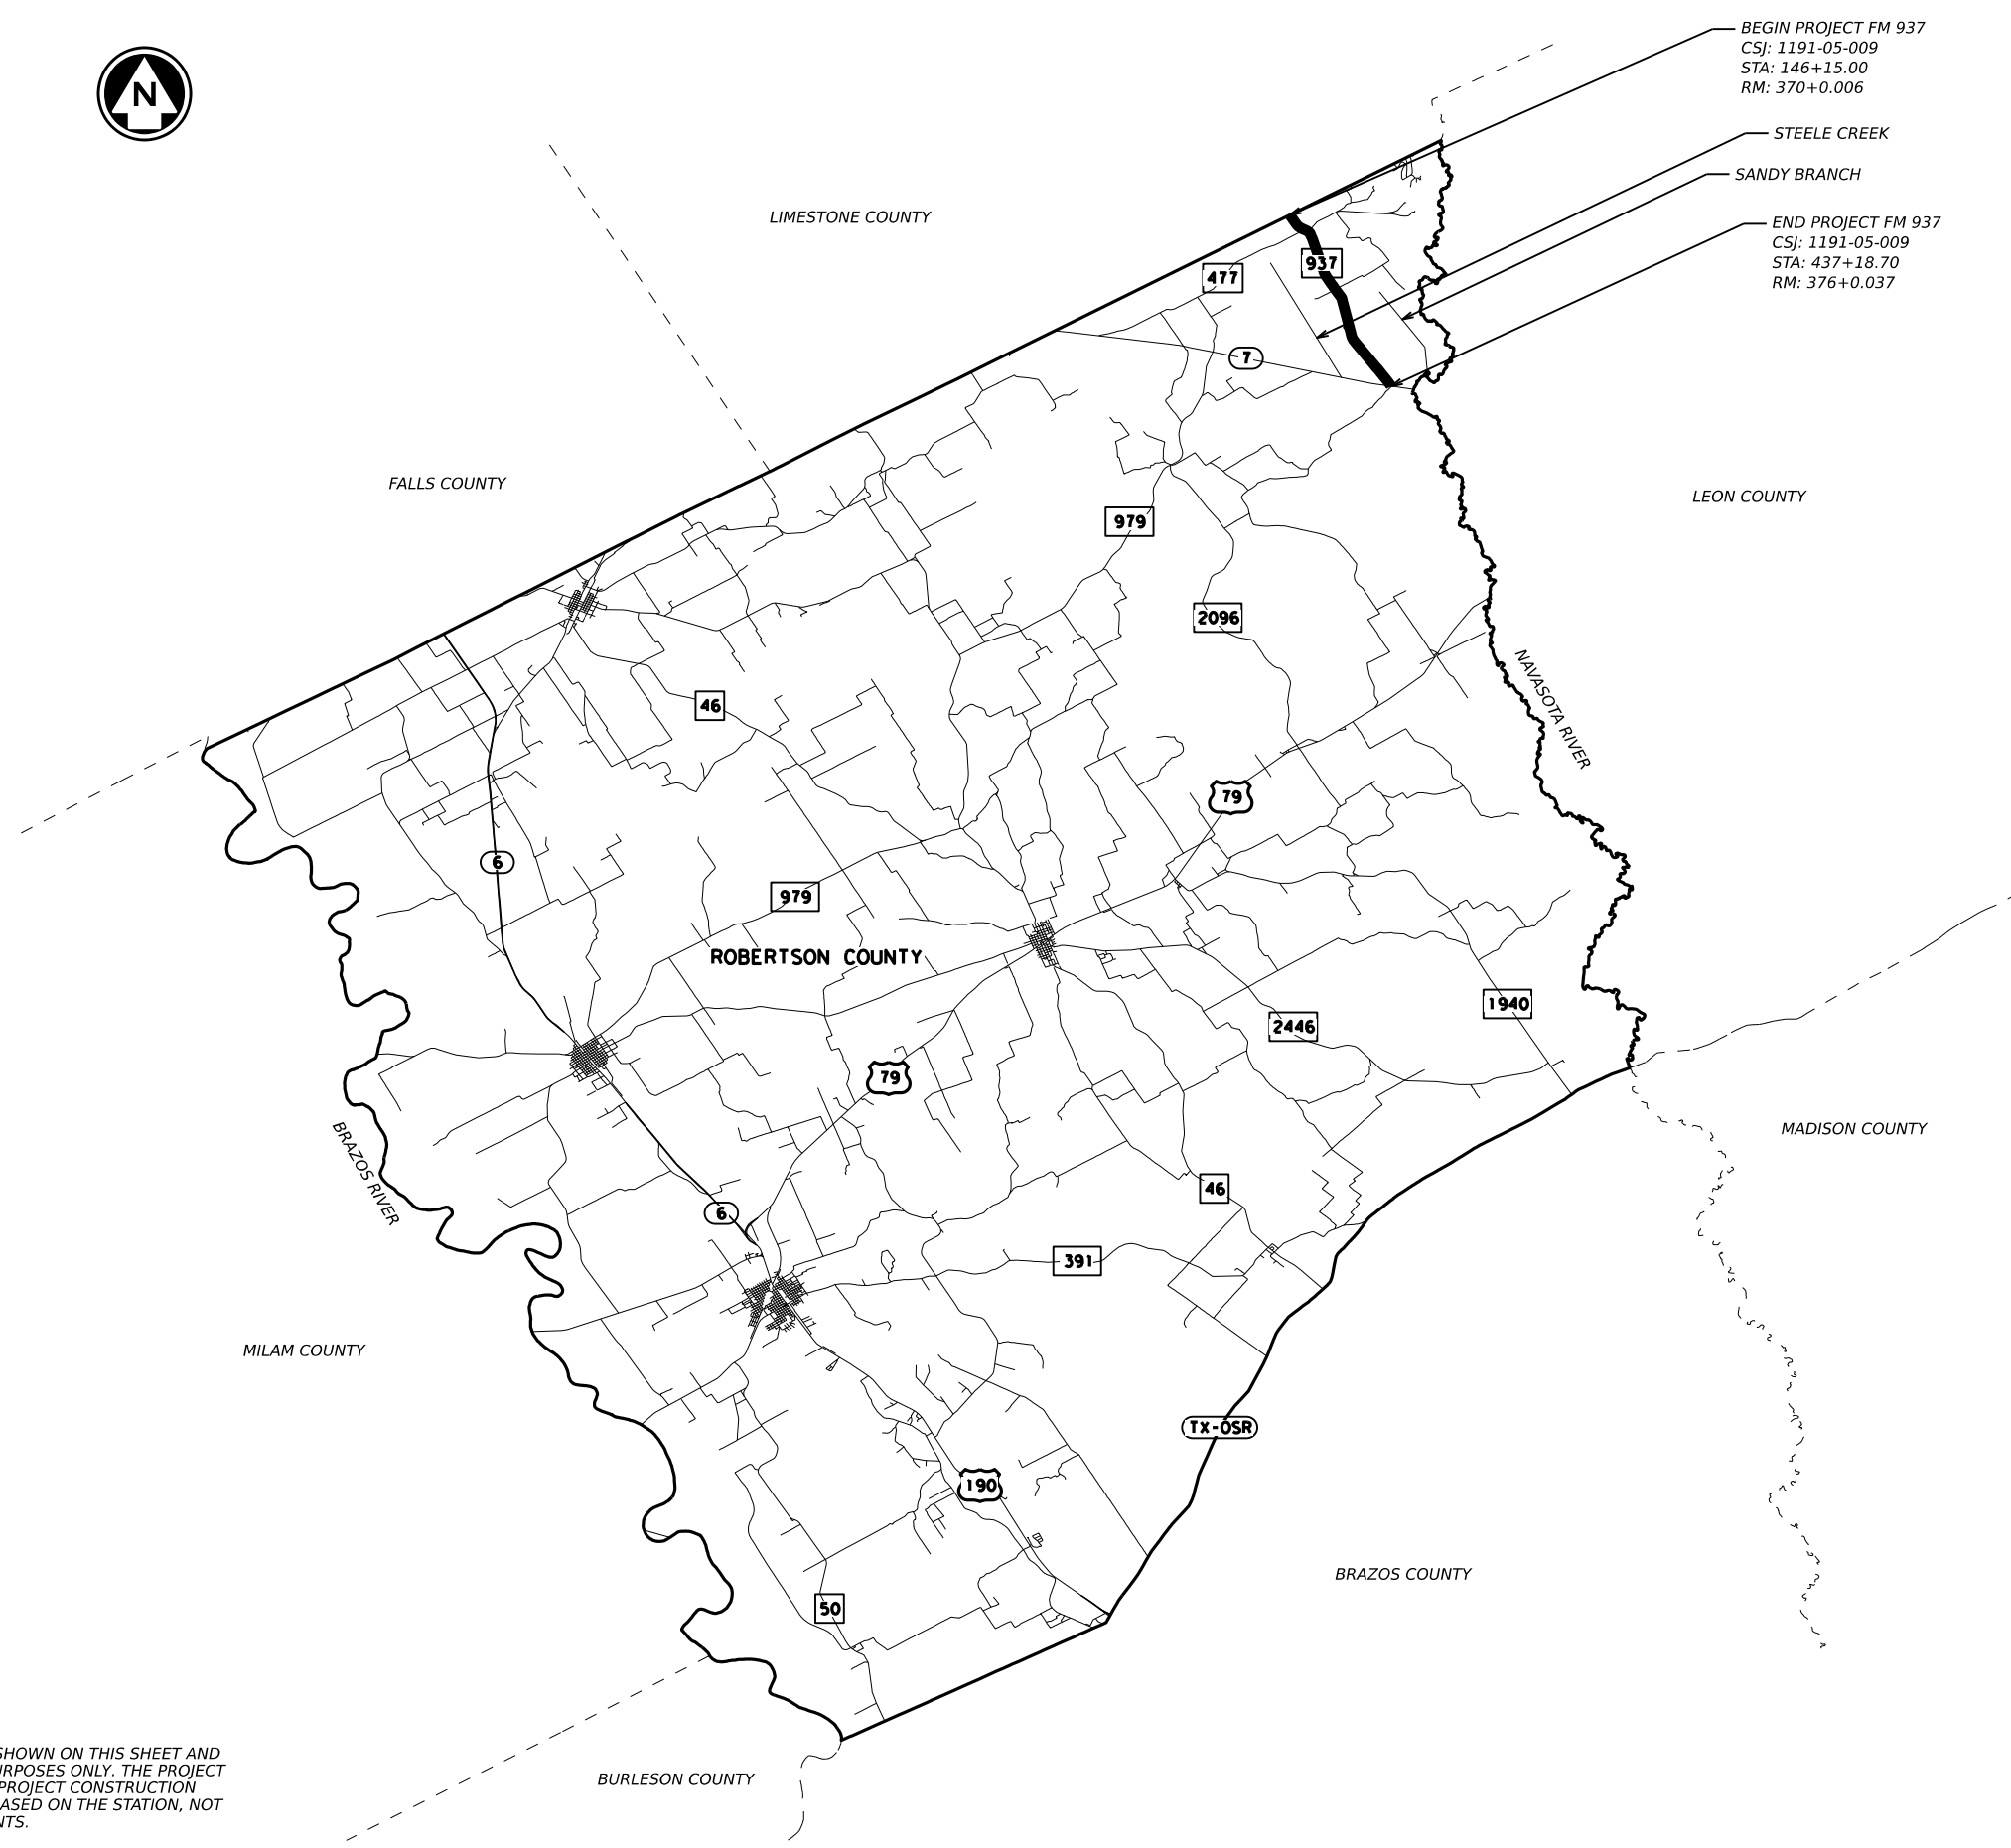 BEGIN PROJECT FM 937
CSJ: 1191-05-009
STA: 146+15.00
RM: 370+0.006
N
STEELE CREEK
SANDY BRANCH
LIMESTONE COUNTY
END PROJECT FM 937
CSJ: 1191-05-009
STA: 437+18.70
RM: 376+0.037
937
477
7
FALLS COUNTY
LEON COUNTY
979
2096
NAVASOTA RIVER
46
79
6
979
ROBERTSON COUNTY
1940
2446
79
BRAZOS RIVER
MADISON COUNTY
46
6
391
MILAM COUNTY
TX-OSR
190
BRAZOS COUNTY
50
SHOWN ON THIS SHEET AND
URPOSES ONLY. THE PROJECT
PROJECT CONSTRUCTION
ASED ON THE STATION, NOT
NTS.
BURLESON COUNTY